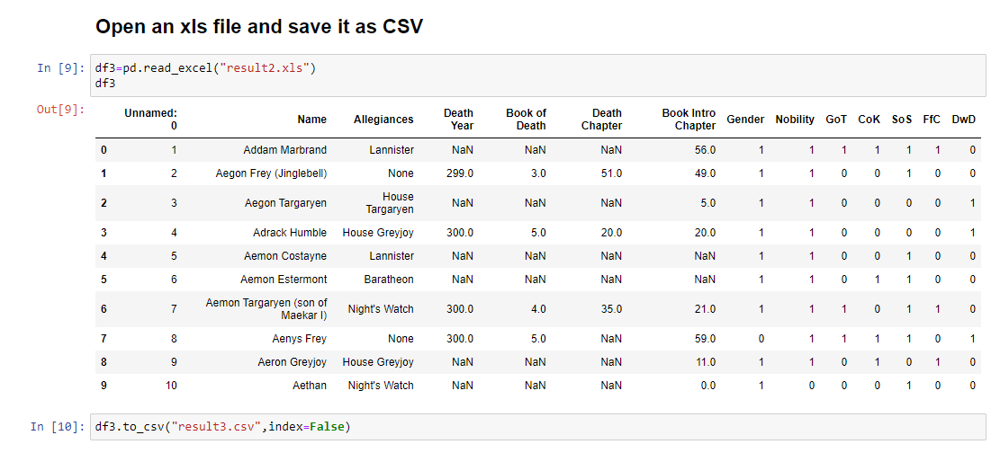 Open an xls file and save it as CSV
In [9]: df3=pd.read_excel("result2.xls")
df3
Out[9]:
Unnamed: 0 Name Allegiances Death Year Book of Death Death Chapter Book Intro Chapter Gender Nobility GoT CoK SoS FfC DwD
0 1 Addam Marbrand Lannister NaN NaN NaN 56.0 1 1 1 1 1 1 0
1 2 Aegon Frey (Jinglebell) None 299.0 3.0 51.0 49.0 1 1 0 0 1 0 0
2 3 Aegon Targaryen House Targaryen NaN NaN NaN 5.0 1 1 0 0 0 0 1
3 4 Adrack Humble House Greyjoy 300.0 5.0 20.0 20.0 1 1 0 0 0 0 1
4 5 Aemon Costayne Lannister NaN NaN NaN NaN 1 1 0 0 1 0 0
5 6 Aemon Estermont Baratheon NaN NaN NaN NaN 1 1 0 1 1 0 0
6 7 Aemon Targaryen (son of Maekar I) Night's Watch 300.0 4.0 35.0 21.0 1 1 1 0 1 1 0
7 8 Aenys Frey None 300.0 5.0 NaN 59.0 0 1 1 1 1 0 1
8 9 Aeron Greyjoy House Greyjoy NaN NaN NaN 11.0 1 1 0 1 0 1 0
9 10 Aethan Night's Watch NaN NaN NaN 0.0 1 0 0 0 1 0 0
In [10]: df3.to_csv("result3.csv",index=False)